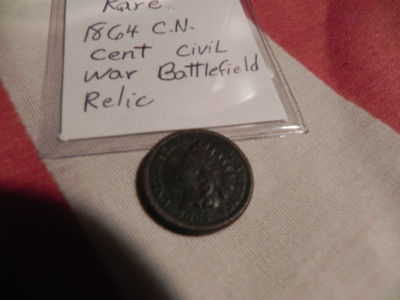 Rare.
1864 C.N.
cent civil
war Battlefield
Relic